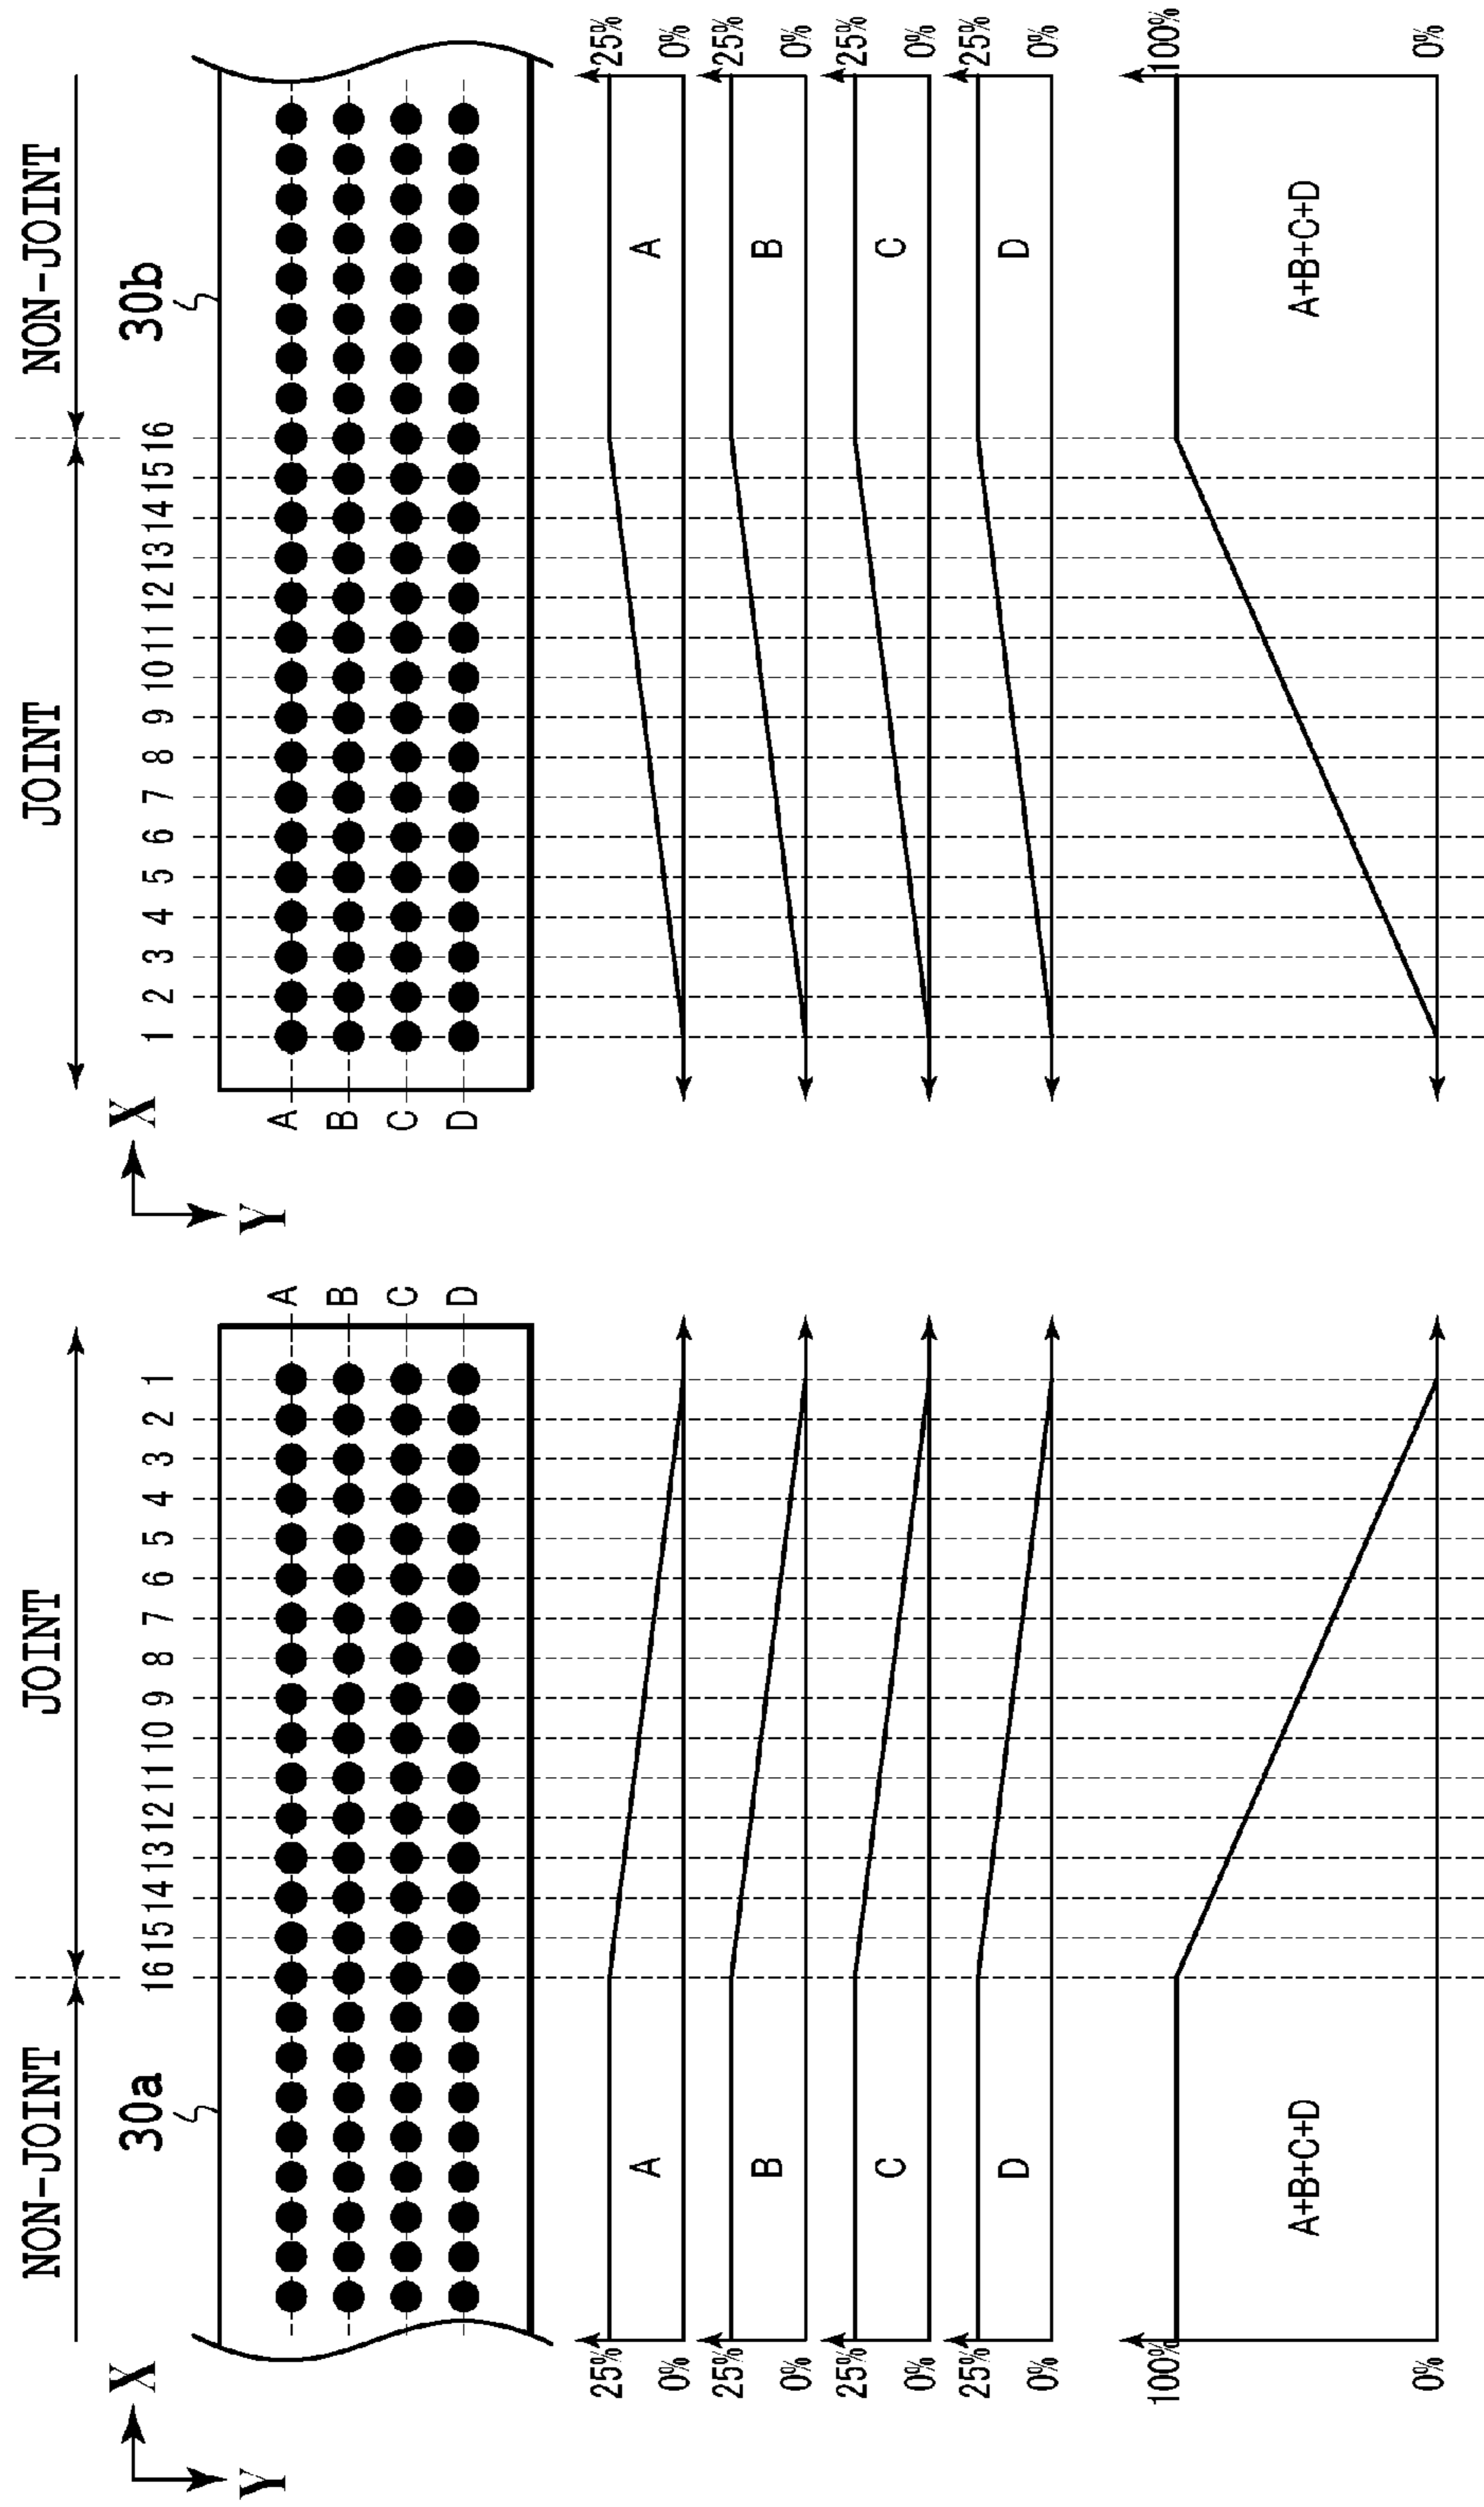 NON-JOINT JOINT
X
Y
30a
16 15 14 13 12 11 10 9 8 7 6 5 4 3 2 1
A
B
C
D
25%
0%
A
25%
0%
B
25%
0%
C
25%
0%
D
100%
0%
A+B+C+D
JOINT NON-JOINT
X
Y
30b
1 2 3 4 5 6 7 8 9 10 11 12 13 14 15 16
A
B
C
D
A
25%
0%
B
25%
0%
C
25%
0%
D
25%
0%
A+B+C+D
100%
0%